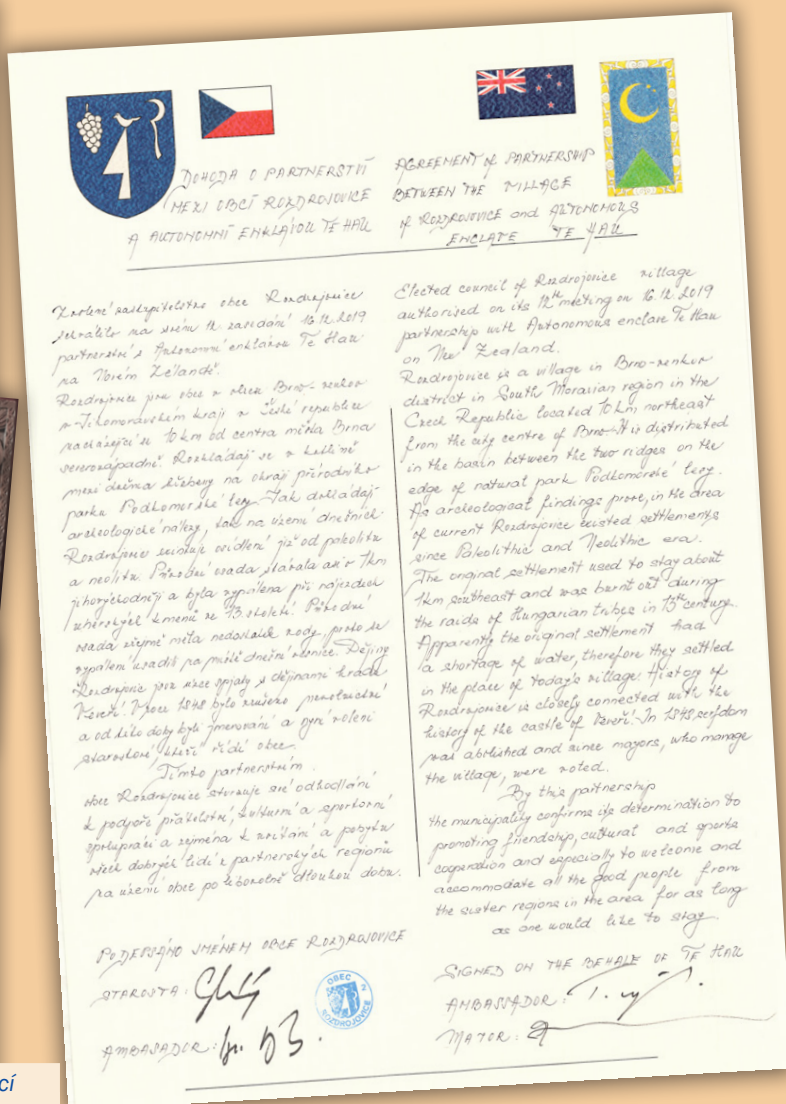 DOHODA O PARTNERSTVÍ
MEZI OBCÍ ROZDROJOVICE
A AUTONOMNÍ ENKLÁVOU TE HAU
AGREEMENT of PARTNERSHIP
BETWEEN THE VILLAGE
of ROZDROJOVICE and AUTONOMOUS
ENCLAVE TE HAU
Zvolené zastupitelstvo obce Rozdrojovice
schválilo na svém 12. zasedání 16.12.2019
partnerství s Autonomní enklávou Te Hau
na Novém Zélandě.
Rozdrojovice jsou obec v okrese Brno-venkov
v Jihomoravském kraji v České republice
nacházející se 10 km od centra města Brna
severozápadně. Rozkládají se v kotlině
mezi dvěma hřebeny na okraji přírodního
parku Podkomorské lesy. Jak dokládají
archeologické nálezy, tak na území dnešních
Rozdrojovic existuje osídlení již od paleolitu
a neolitu. Původní osada stávala asi o 1km
jihovýchodněji a byla vypálena při nájezdech
uherských kmenů ve 13. století. Původní
osada zřejmě měla nedostatek vody, proto se
vypálení usadili na místě dnešní vesnice. Dějiny
Rozdrojovic jsou úzce spjaty s dějinami hradu
Veveří. V roce 1848 bylo zrušeno nevolnictví
a od této doby byli jmenováni a nyní voleni
starostové, kteří řídí obec.
Tímto partnerstvím
obec Rozdrojovice stvrzuje své odhodlání
k podpoře přátelství, kulturní a sportovní
spolupráci a zejména k uvítání a pobytu
všech dobrých lidí z partnerských regionů
na území obce po libovolně dlouhou dobu.
Elected council of Rozdrojovice village
authorised on its 12th meeting on 16.12.2019
partnership with Autonomous enclave Te Hau
on New Zealand.
Rozdrojovice is a village in Brno-venkov
district in South Moravian region in the
Czech Republic located 10 km northeast
from the city centre of Brno. It is distributed
in the basin between the two ridges on the
edge of natural park Podkomorské lesy.
As archeological findings prove, in the area
of current Rozdrojovice existed settlements
since Paleolithic and Neolithic era.
The original settlement used to stay about
1km southeast and was burnt out during
the raids of Hungarian tribes in 13th century.
Apparently the original settlement had
a shortage of water, therefore they settled
in the place of today's village. History of
Rozdrojovice is closely connected with the
history of the castle of Veveří. In 1848, serfdom
was abolished and since mayors, who manage
the village, were voted.
By this partnership
the municipality confirms its determination to
promoting friendship, cultural and sports
cooperation and especially to welcome and
accommodate all the good people from
the sister regions in the area for as long
as one would like to stay
PODEPSÁNO JMÉNEM OBCE ROZDROJOVICE
STAROSTA:
AMBASADOR:
OBEC
ROZDROJOVICE
2
SIGNED ON THE BEHALF OF TE HAU
AMBASSADOR:
MAYOR:
cí